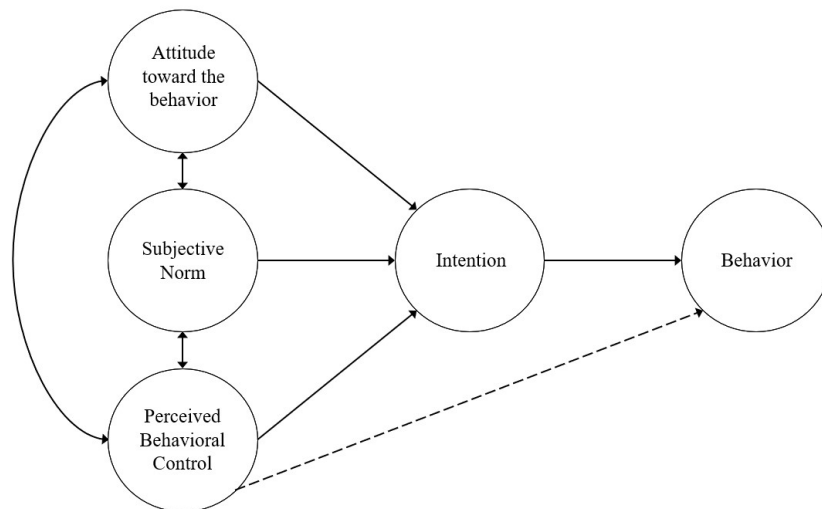 Attitude
toward the
behavior
Subjective
Norm
Intention
Behavior
Perceived
Behavioral
Control